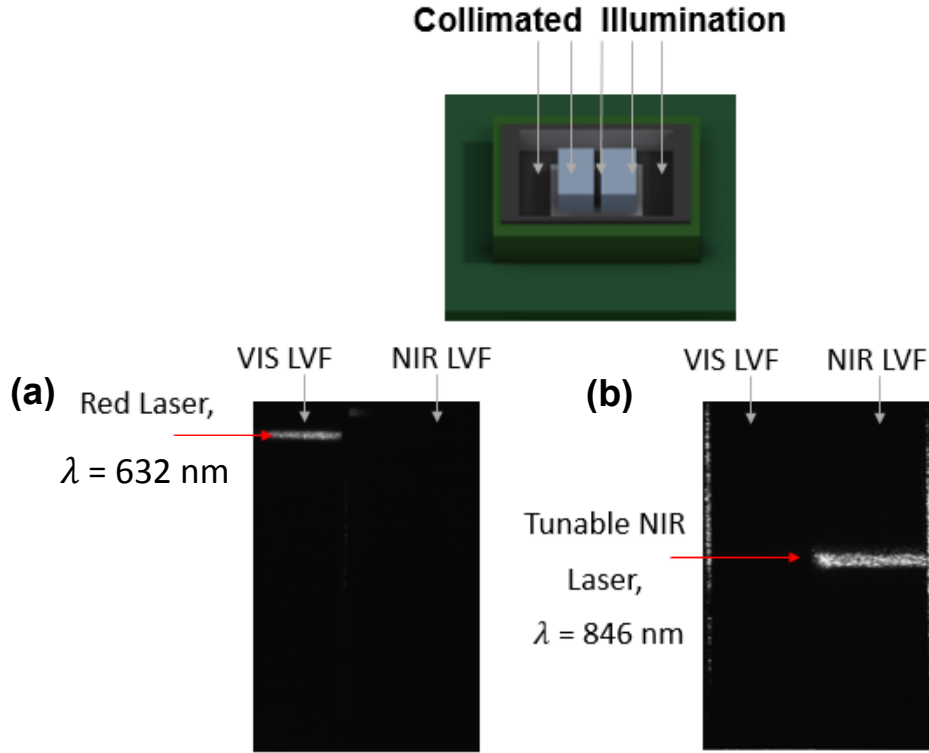 Collimated Illumination
(a)
VIS LVF
NIR LVF
Red Laser,
𝜆 = 632 nm
(b)
VIS LVF
NIR LVF
Tunable NIR
Laser,
𝜆 = 846 nm